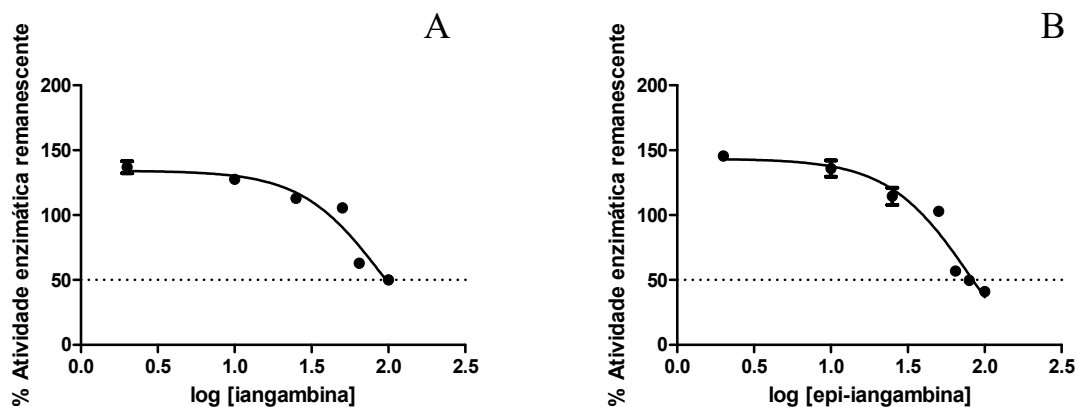 A
% Atividade enzimática remanescente
200
150
100
50
0
0.0 0.5 1.0 1.5 2.0 2.5
log [iangambina]
B
% Atividade enzimática remanescente
200
150
100
50
0
0.0 0.5 1.0 1.5 2.0 2.5
log [epi-iangambina]